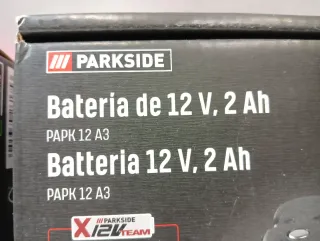 /// PARKSIDE
Batería de 12 V, 2 Ah
PAPK 12 A3
Batteria 12 V, 2 Ah
PAPK 12 A3
/// PARKSIDE
X12V TEAM